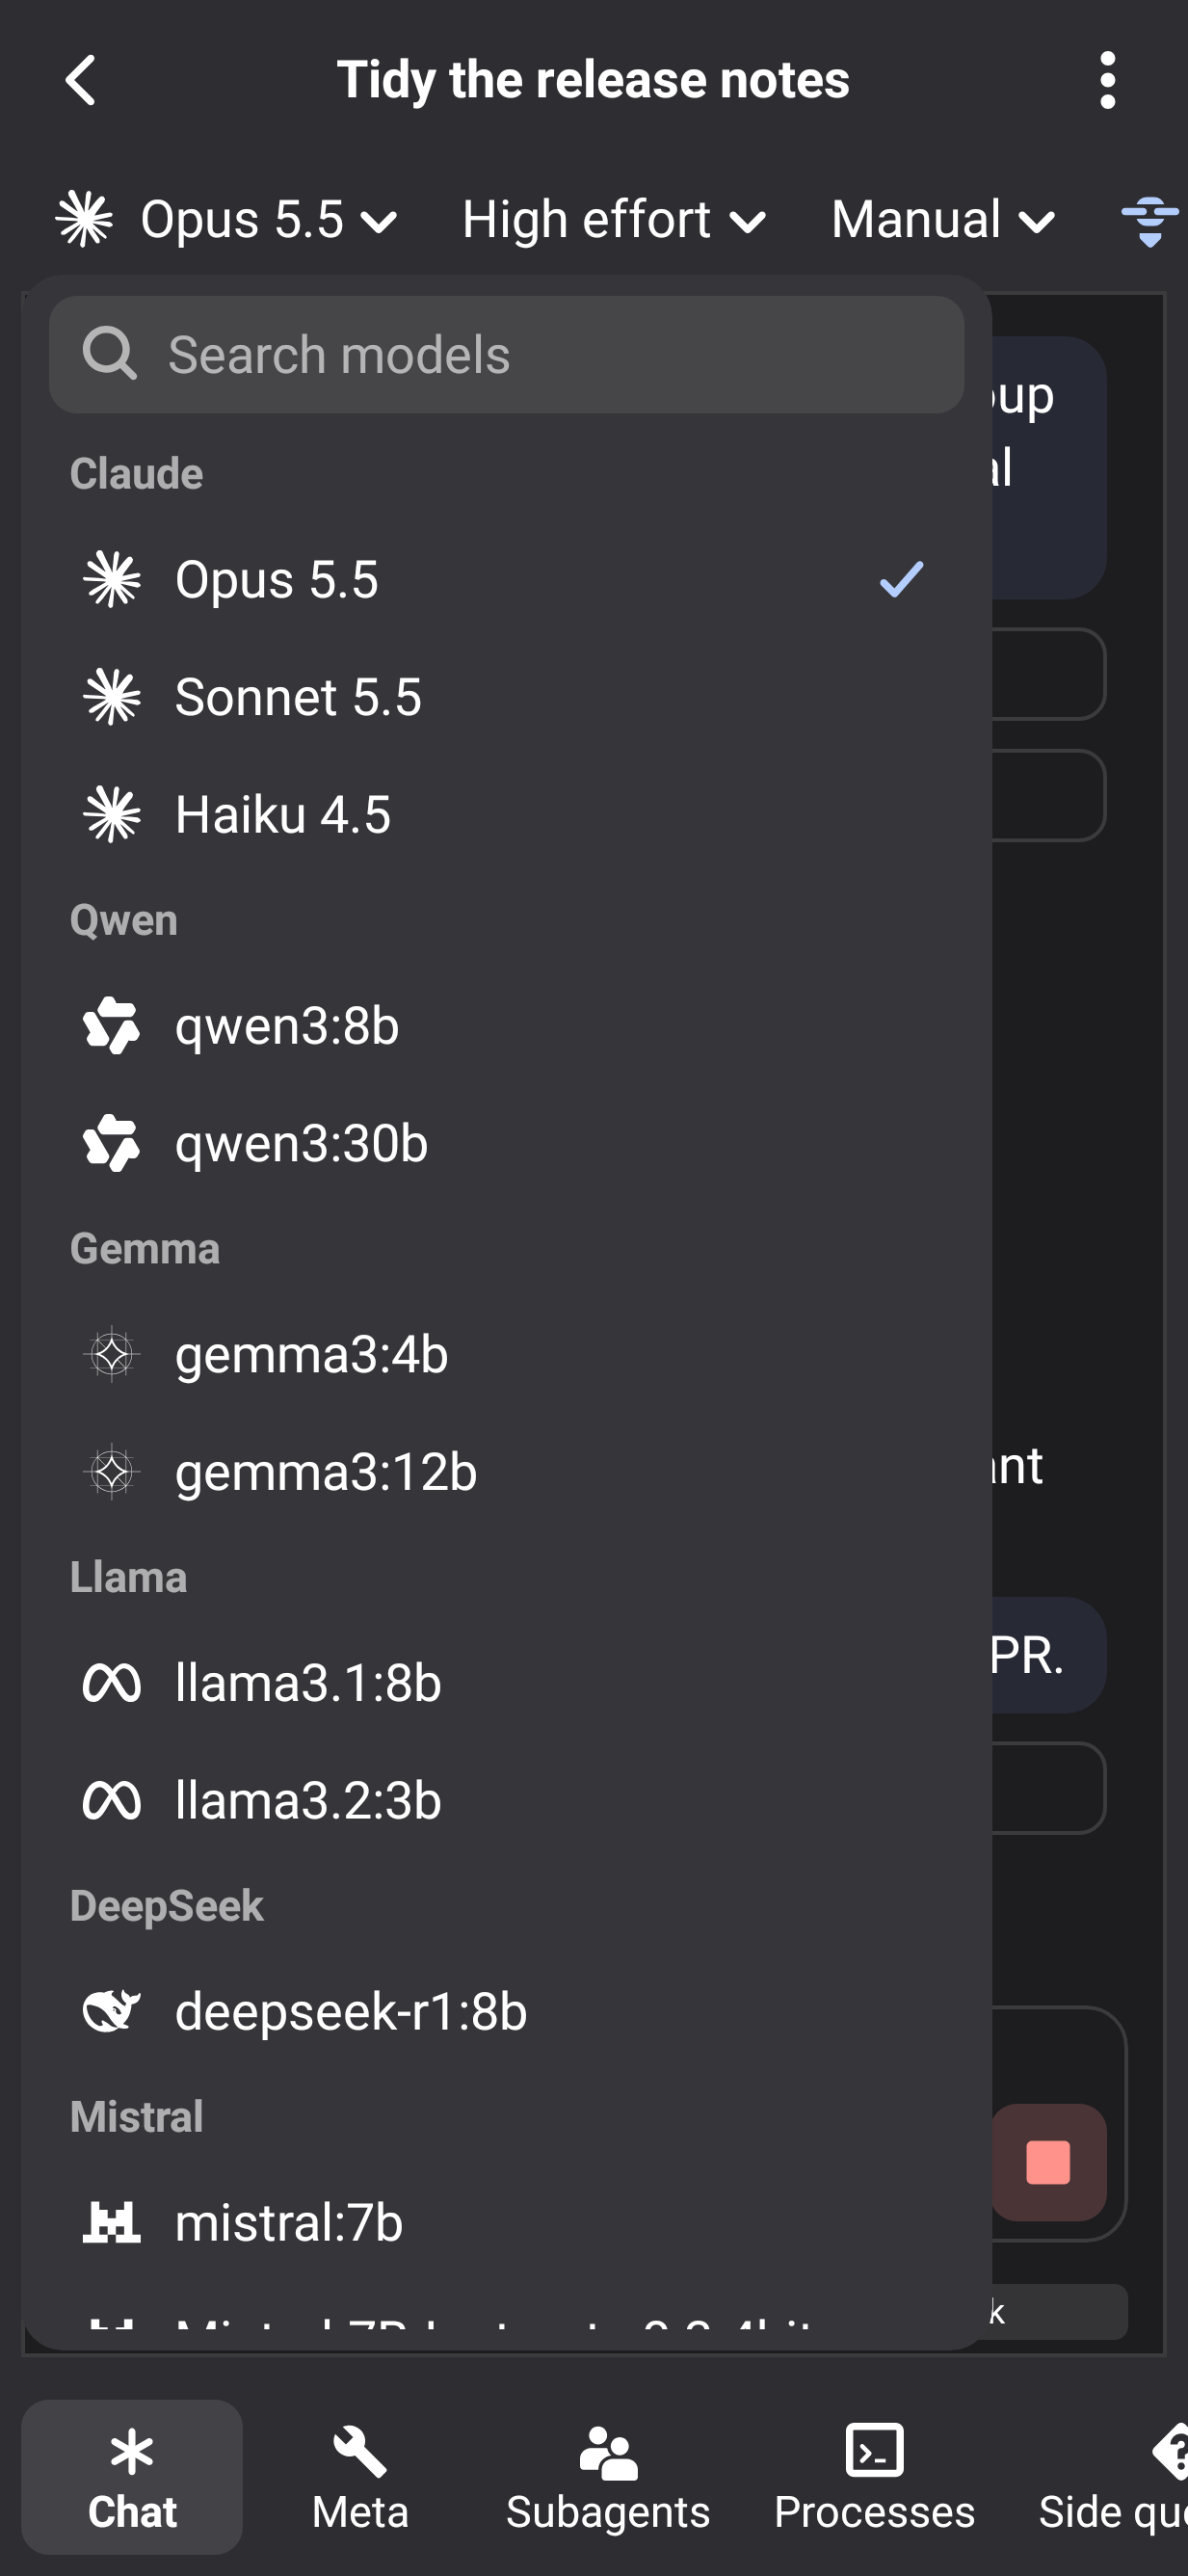 Tidy the release notes
Opus 5.5
High effort
Manual
Search models
Claude
Opus 5.5
Sonnet 5.5
Haiku 4.5
Qwen
qwen3:8b
qwen3:30b
Gemma
gemma3:4b
gemma3:12b
Llama
llama3.1:8b
llama3.2:3b
DeepSeek
deepseek-r1:8b
Mistral
mistral:7b
PR.
Chat
Meta
Subagents
Processes
Side